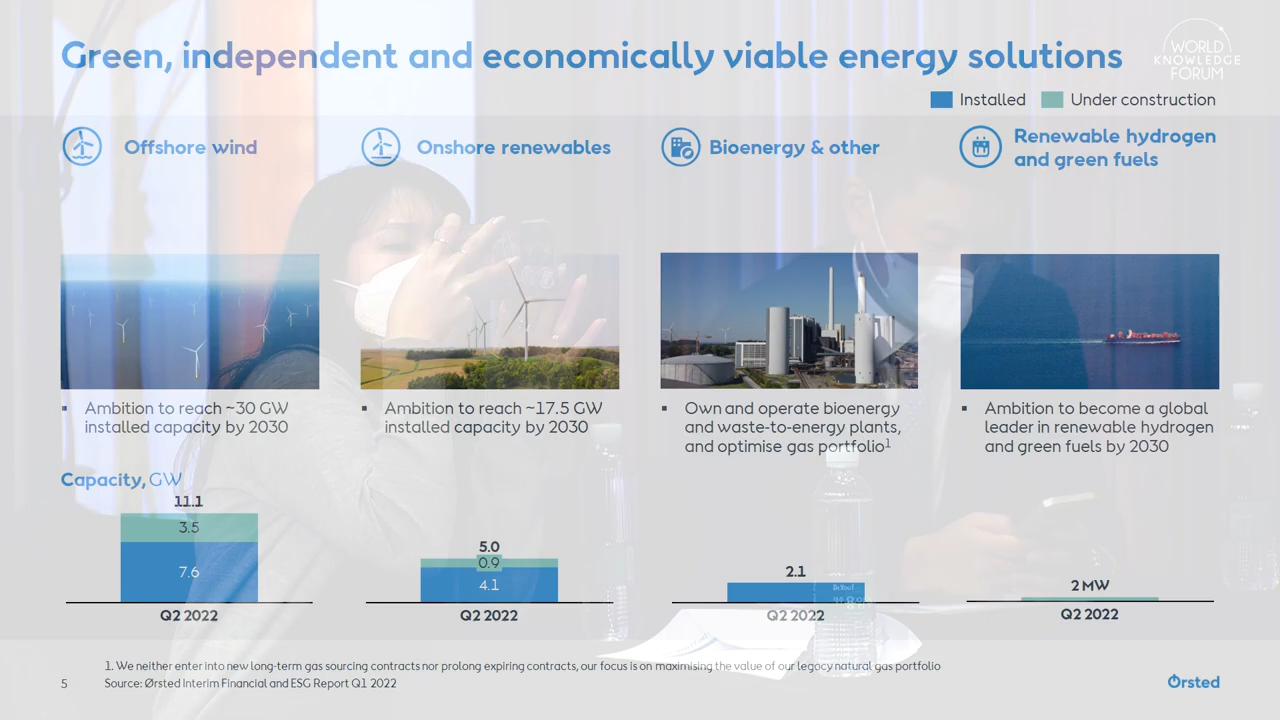 Green, independent and economically viable energy solutions
WORLD
KNOWLEDGE
FORUM
Installed
Under construction
Offshore wind
Onshore renewables
Bioenergy & other
Renewable hydrogen
and green fuels
▪ Ambition to reach ~30 GW
installed capacity by 2030
▪ Ambition to reach ~17.5 GW
installed capacity by 2030
▪ Own and operate bioenergy
and waste-to-energy plants,
and optimise gas portfolio¹
▪ Ambition to become a global
leader in renewable hydrogen
and green fuels by 2030
Capacity, GW
11.1
3.5
7.6
Q2 2022
5.0
0.9
4.1
Q2 2022
2.1
Q2 2022
2 MW
Q2 2022
1. We neither enter into new long-term gas sourcing contracts nor prolong expiring contracts, our focus is on maximising the value of our legacy natural gas portfolio
5
Source: Ørsted Interim Financial and ESG Report Q1 2022
Ørsted